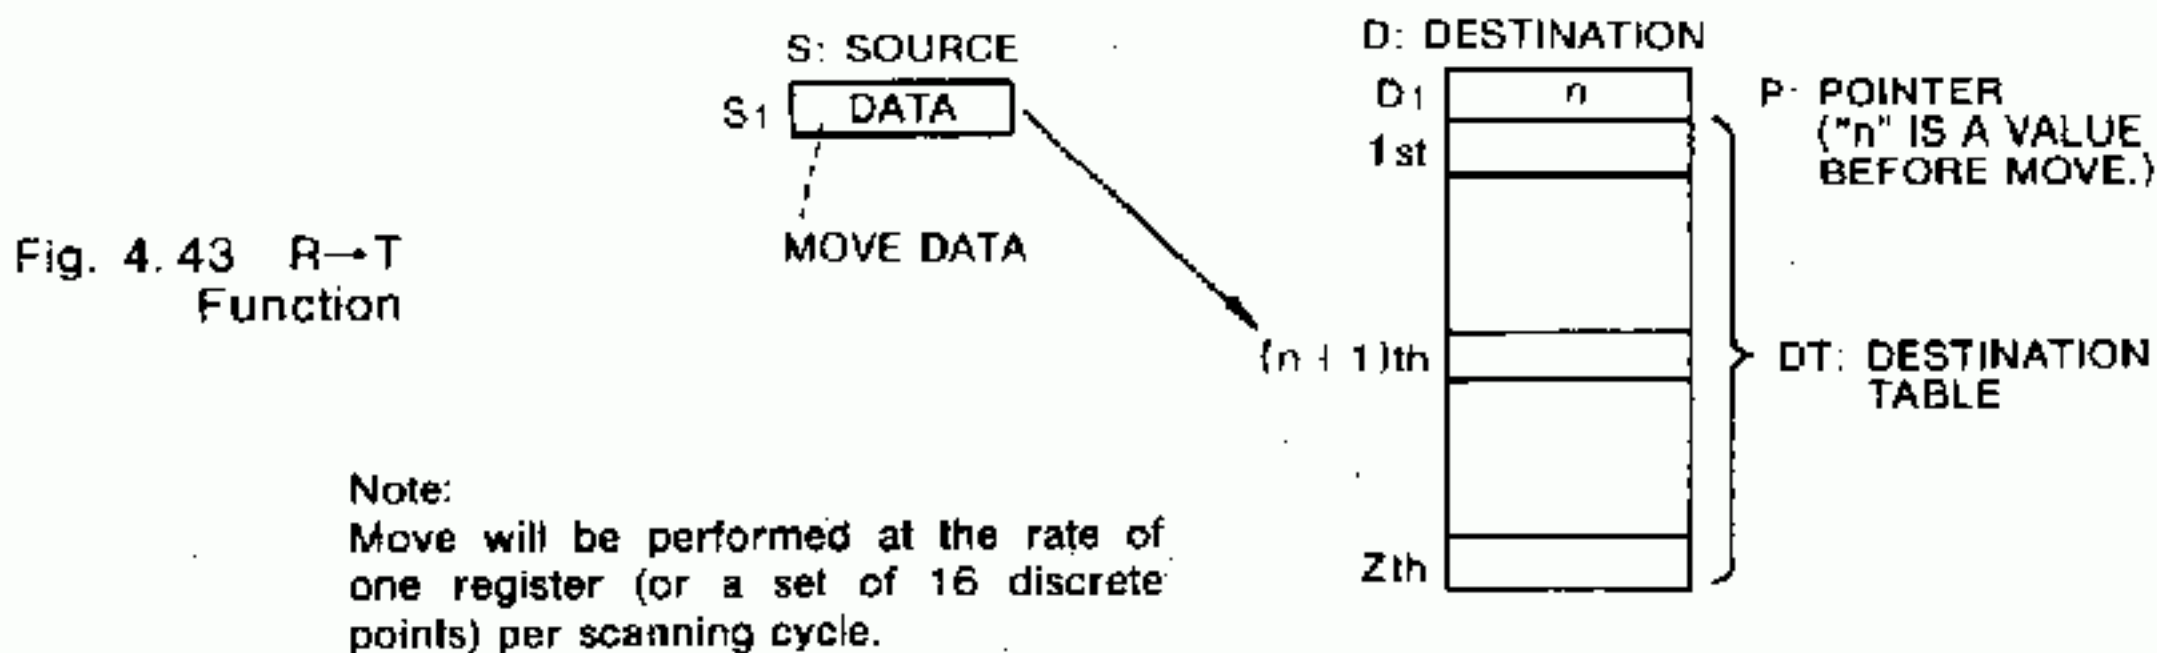 S: SOURCE
S1 DATA
MOVE DATA
Fig. 4.43 R→T
Function
D: DESTINATION
D1 n
1st
(n + 1)th
Zth
P· POINTER
("n" IS A VALUE
BEFORE MOVE.)
DT: DESTINATION
TABLE
Note:
Move will be performed at the rate of
one register (or a set of 16 discrete
points) per scanning cycle.